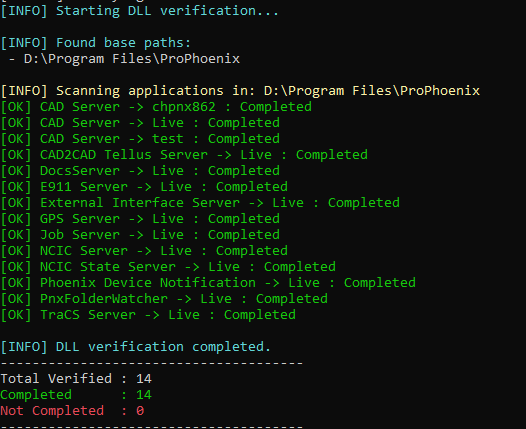 [INFO] Starting DLL verification...
[INFO] Found base paths:
- D:\Program Files\ProPhoenix
[INFO] Scanning applications in: D:\Program Files\ProPhoenix
[OK] CAD Server -> chpnx862 : Completed
[OK] CAD Server -> Live : Completed
[OK] CAD Server -> test : Completed
[OK] CAD2CAD Tellus Server -> Live : Completed
[OK] DocsServer -> Live : Completed
[OK] E911 Server -> Live : Completed
[OK] External Interface Server -> Live : Completed
[OK] GPS Server -> Live : Completed
[OK] Job Server -> Live : Completed
[OK] NCIC Server -> Live : Completed
[OK] NCIC State Server -> Live : Completed
[OK] Phoenix Device Notification -> Live : Completed
[OK] PnxFolderWatcher -> Live : Completed
[OK] TraCS Server -> Live : Completed
[INFO] DLL verification completed.
--------------------------------------
Total Verified : 14
Completed      : 14
Not Completed  : 0
--------------------------------------